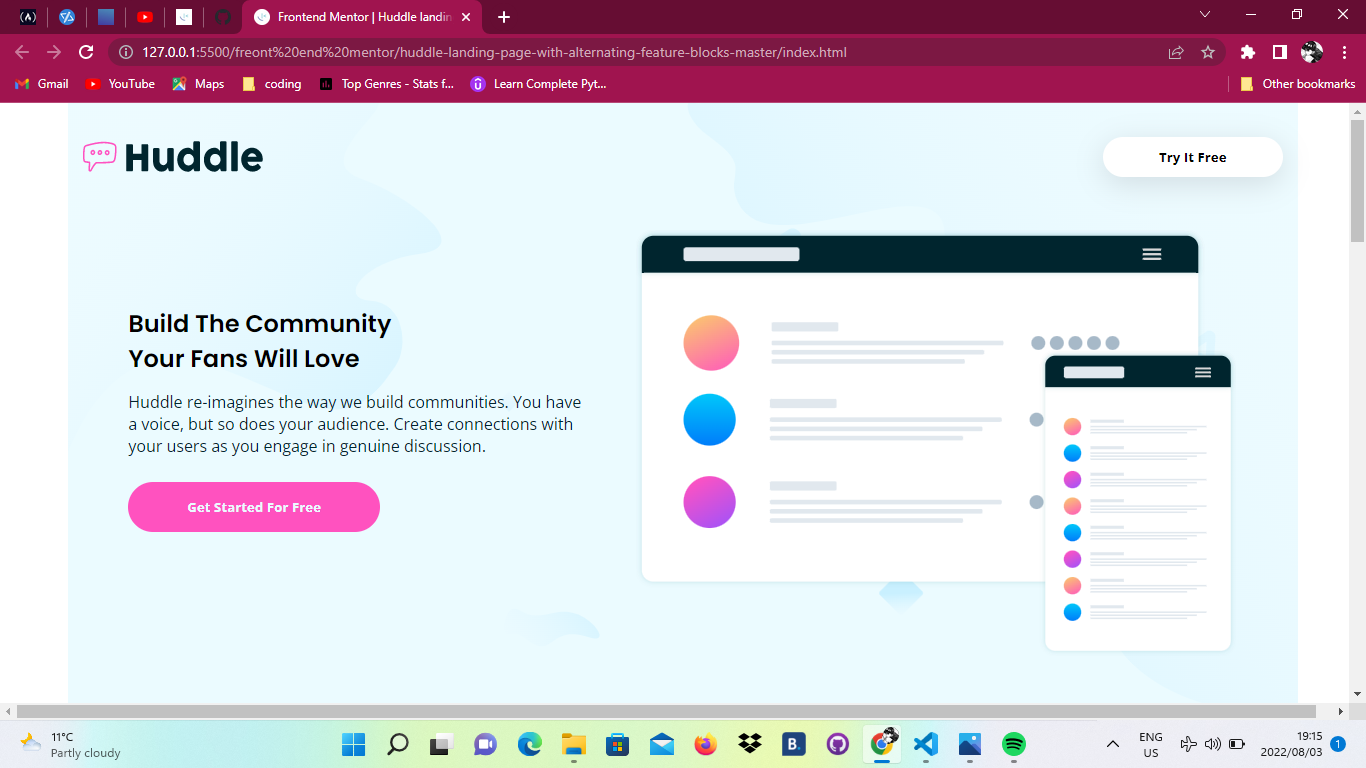 Frontend Mentor | Huddle landin
127.0.0.1:5500/freont%20end%20mentor/huddle-landing-page-with-alternating-feature-blocks-master/index.html
Gmail YouTube Maps coding Top Genres - Stats f... Learn Complete Pyt... Other bookmarks
Huddle
Try It Free
Build The Community
Your Fans Will Love
Huddle re-imagines the way we build communities. You have
a voice, but so does your audience. Create connections with
your users as you engage in genuine discussion.
Get Started For Free
11°C
Partly cloudy
B.
ENG
US
19:15
2022/08/03
1